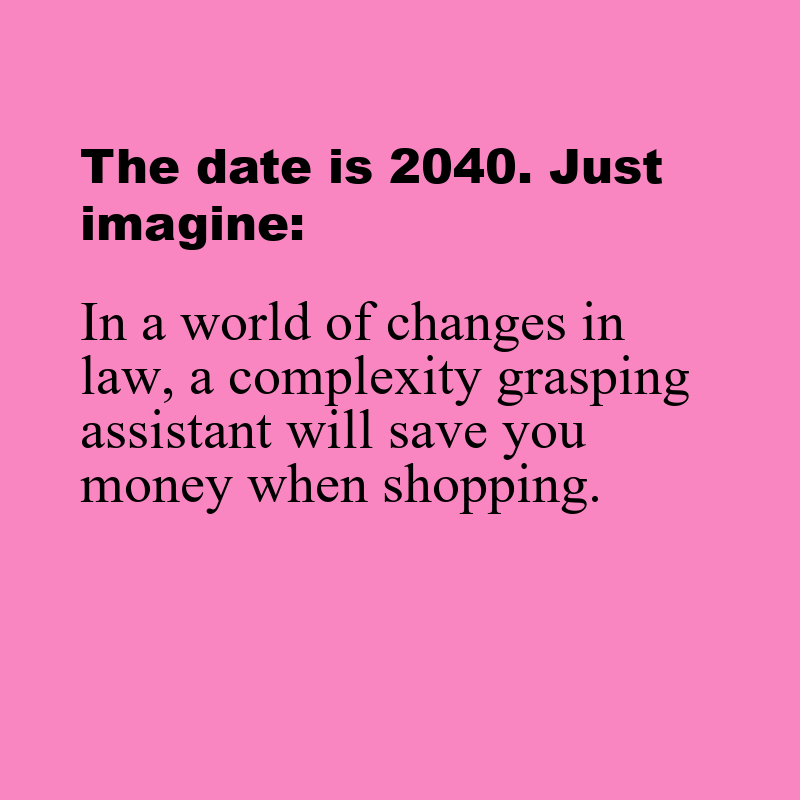 The date is 2040. Just
imagine:
In a world of changes in
law, a complexity grasping
assistant will save you
money when shopping.